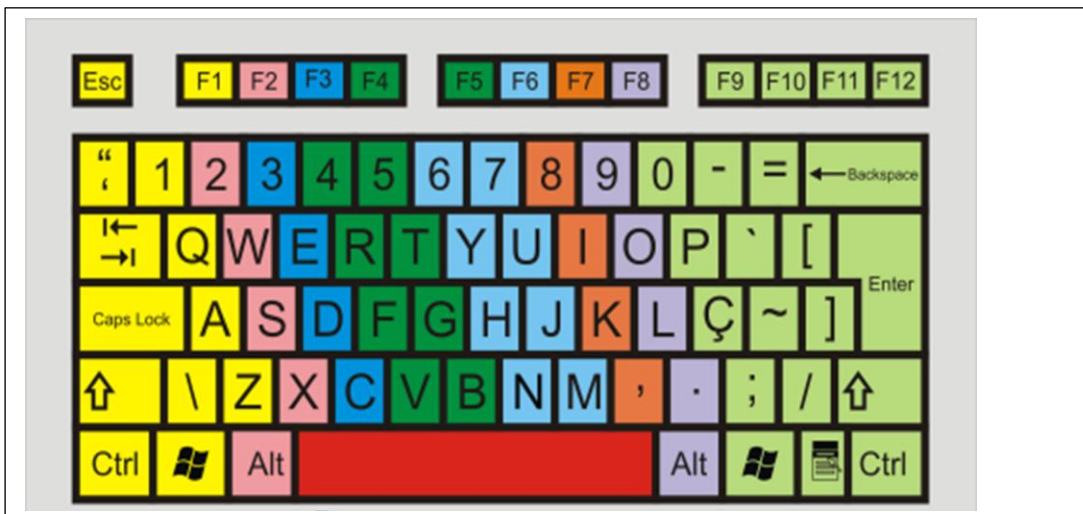 Esc F1 F2 F3 F4 F5 F6 F7 F8 F9 F10 F11 F12
“ 1 2 3 4 5 6 7 8 9 0 - = ←Backspace
‘
Q W E R T Y U I O P ` [
Caps Lock A S D F G H J K L Ç ~ ] Enter
\ Z X C V B N M , . ; /
Ctrl Alt Alt Ctrl